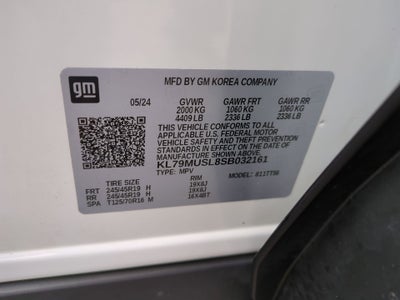 gm
MFD BY GM KOREA COMPANY
05/24 GVWR GAWR FRT GAWR RR
2000 KG 1060 KG 1060 KG
4409 LB 2336 LB 2336 LB
THIS VEHICLE CONFORMS TO ALL
APPLICABLE U.S. FEDERAL MOTOR
VEHICLE SAFETY AND THEFT PREVENTION
STANDARDS IN EFFECT ON THE DATE OF
MANUFACTURE SHOWN ABOVE.
KL79MUSL8SB032161
TYPE: MPV MODEL:
TIRE SIZE RIM
FRT 245/45R19 H 19X8J
RR 245/45R19 H 19X8J
SPA T125/70R16 M 16X4BT